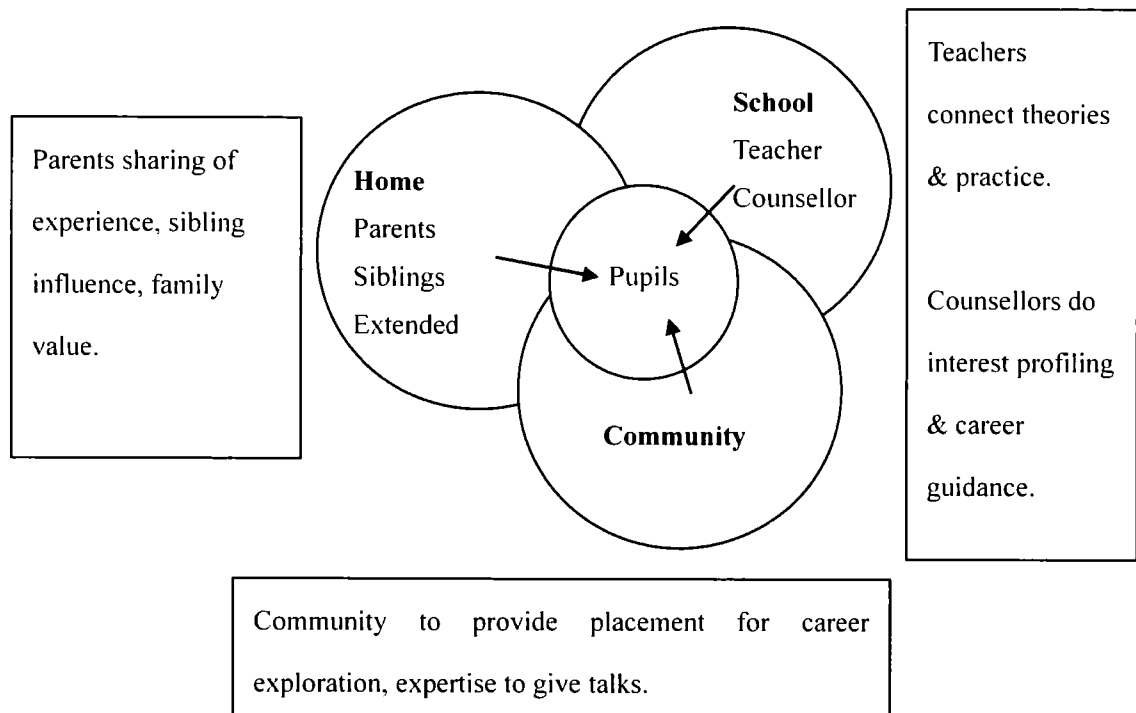 Parents sharing of
experience, sibling
influence, family
value.
Home
Parents
Siblings
Extended
School
Teacher
Counsellor
Pupils
Community
Teachers
connect theories
& practice.
Counsellors do
interest profiling
& career
guidance.
Community to provide placement for career
exploration, expertise to give talks.